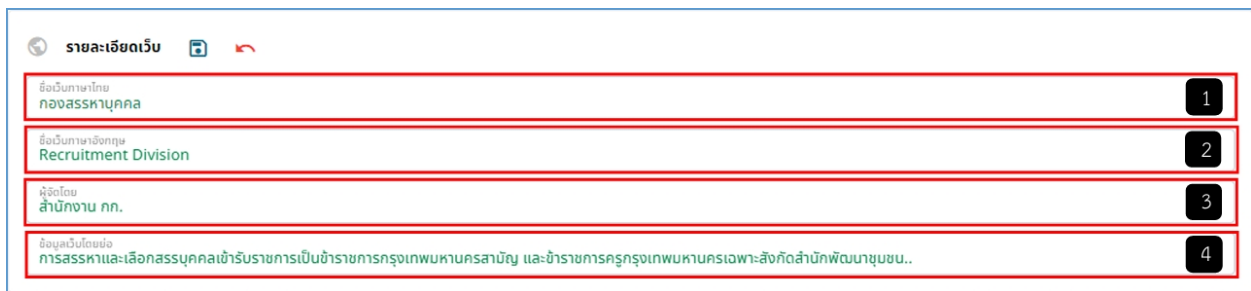 รายละเอียดเว็บ
ชื่อเว็บภาษาไทย
กองสรรหาบุคคล
1
ชื่อเว็บภาษาอังกฤษ
Recruitment Division
2
ผู้จัดโดย
สำนักงาน กก.
3
ข้อมูลเว็บโดยย่อ
การสรรหาและเลือกสรรบุคคลเข้ารับราชการเป็นข้าราชการกรุงเทพมหานครสามัญ และข้าราชการครูกรุงเทพมหานครเฉพาะสังกัดสำนักพัฒนาชุมชน..
4